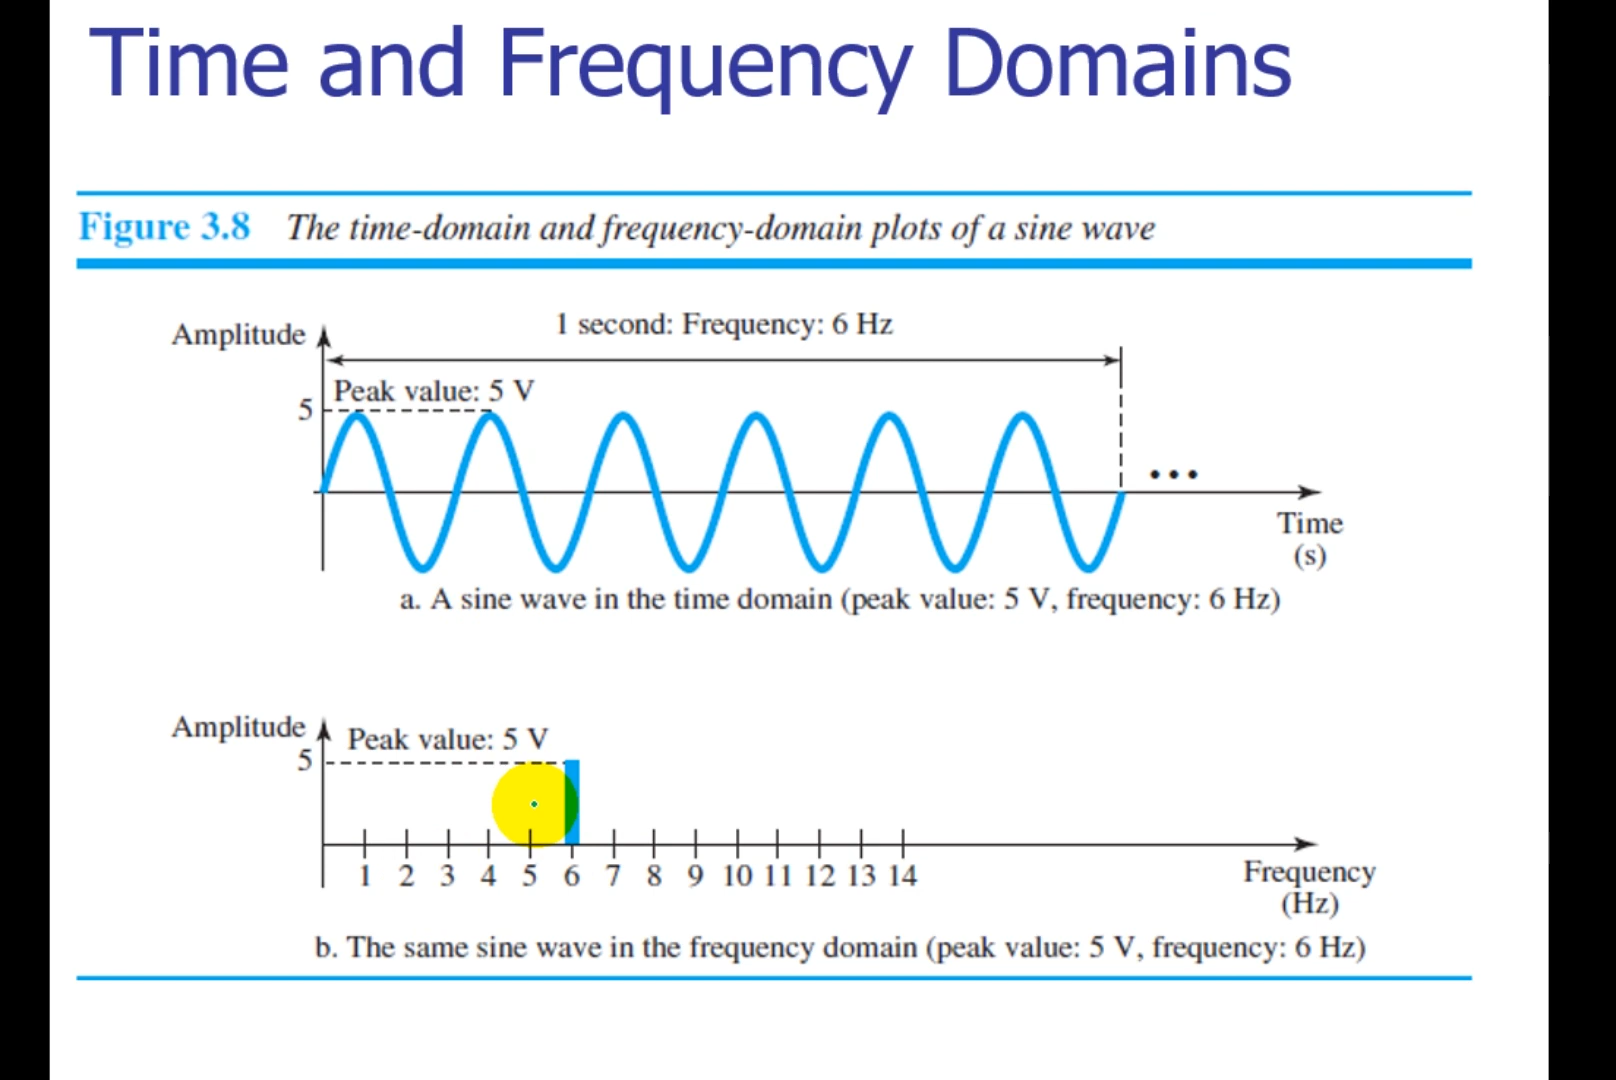 Time and Frequency Domains
Figure 3.8 The time-domain and frequency-domain plots of a sine wave
1 second: Frequency: 6 Hz
Amplitude
Peak value: 5 V
5
...
Time
(s)
a. A sine wave in the time domain (peak value: 5 V, frequency: 6 Hz)
Amplitude
Peak value: 5 V
5
1 2 3 4 5 6 7 8 9 10 11 12 13 14
Frequency
(Hz)
b. The same sine wave in the frequency domain (peak value: 5 V, frequency: 6 Hz)